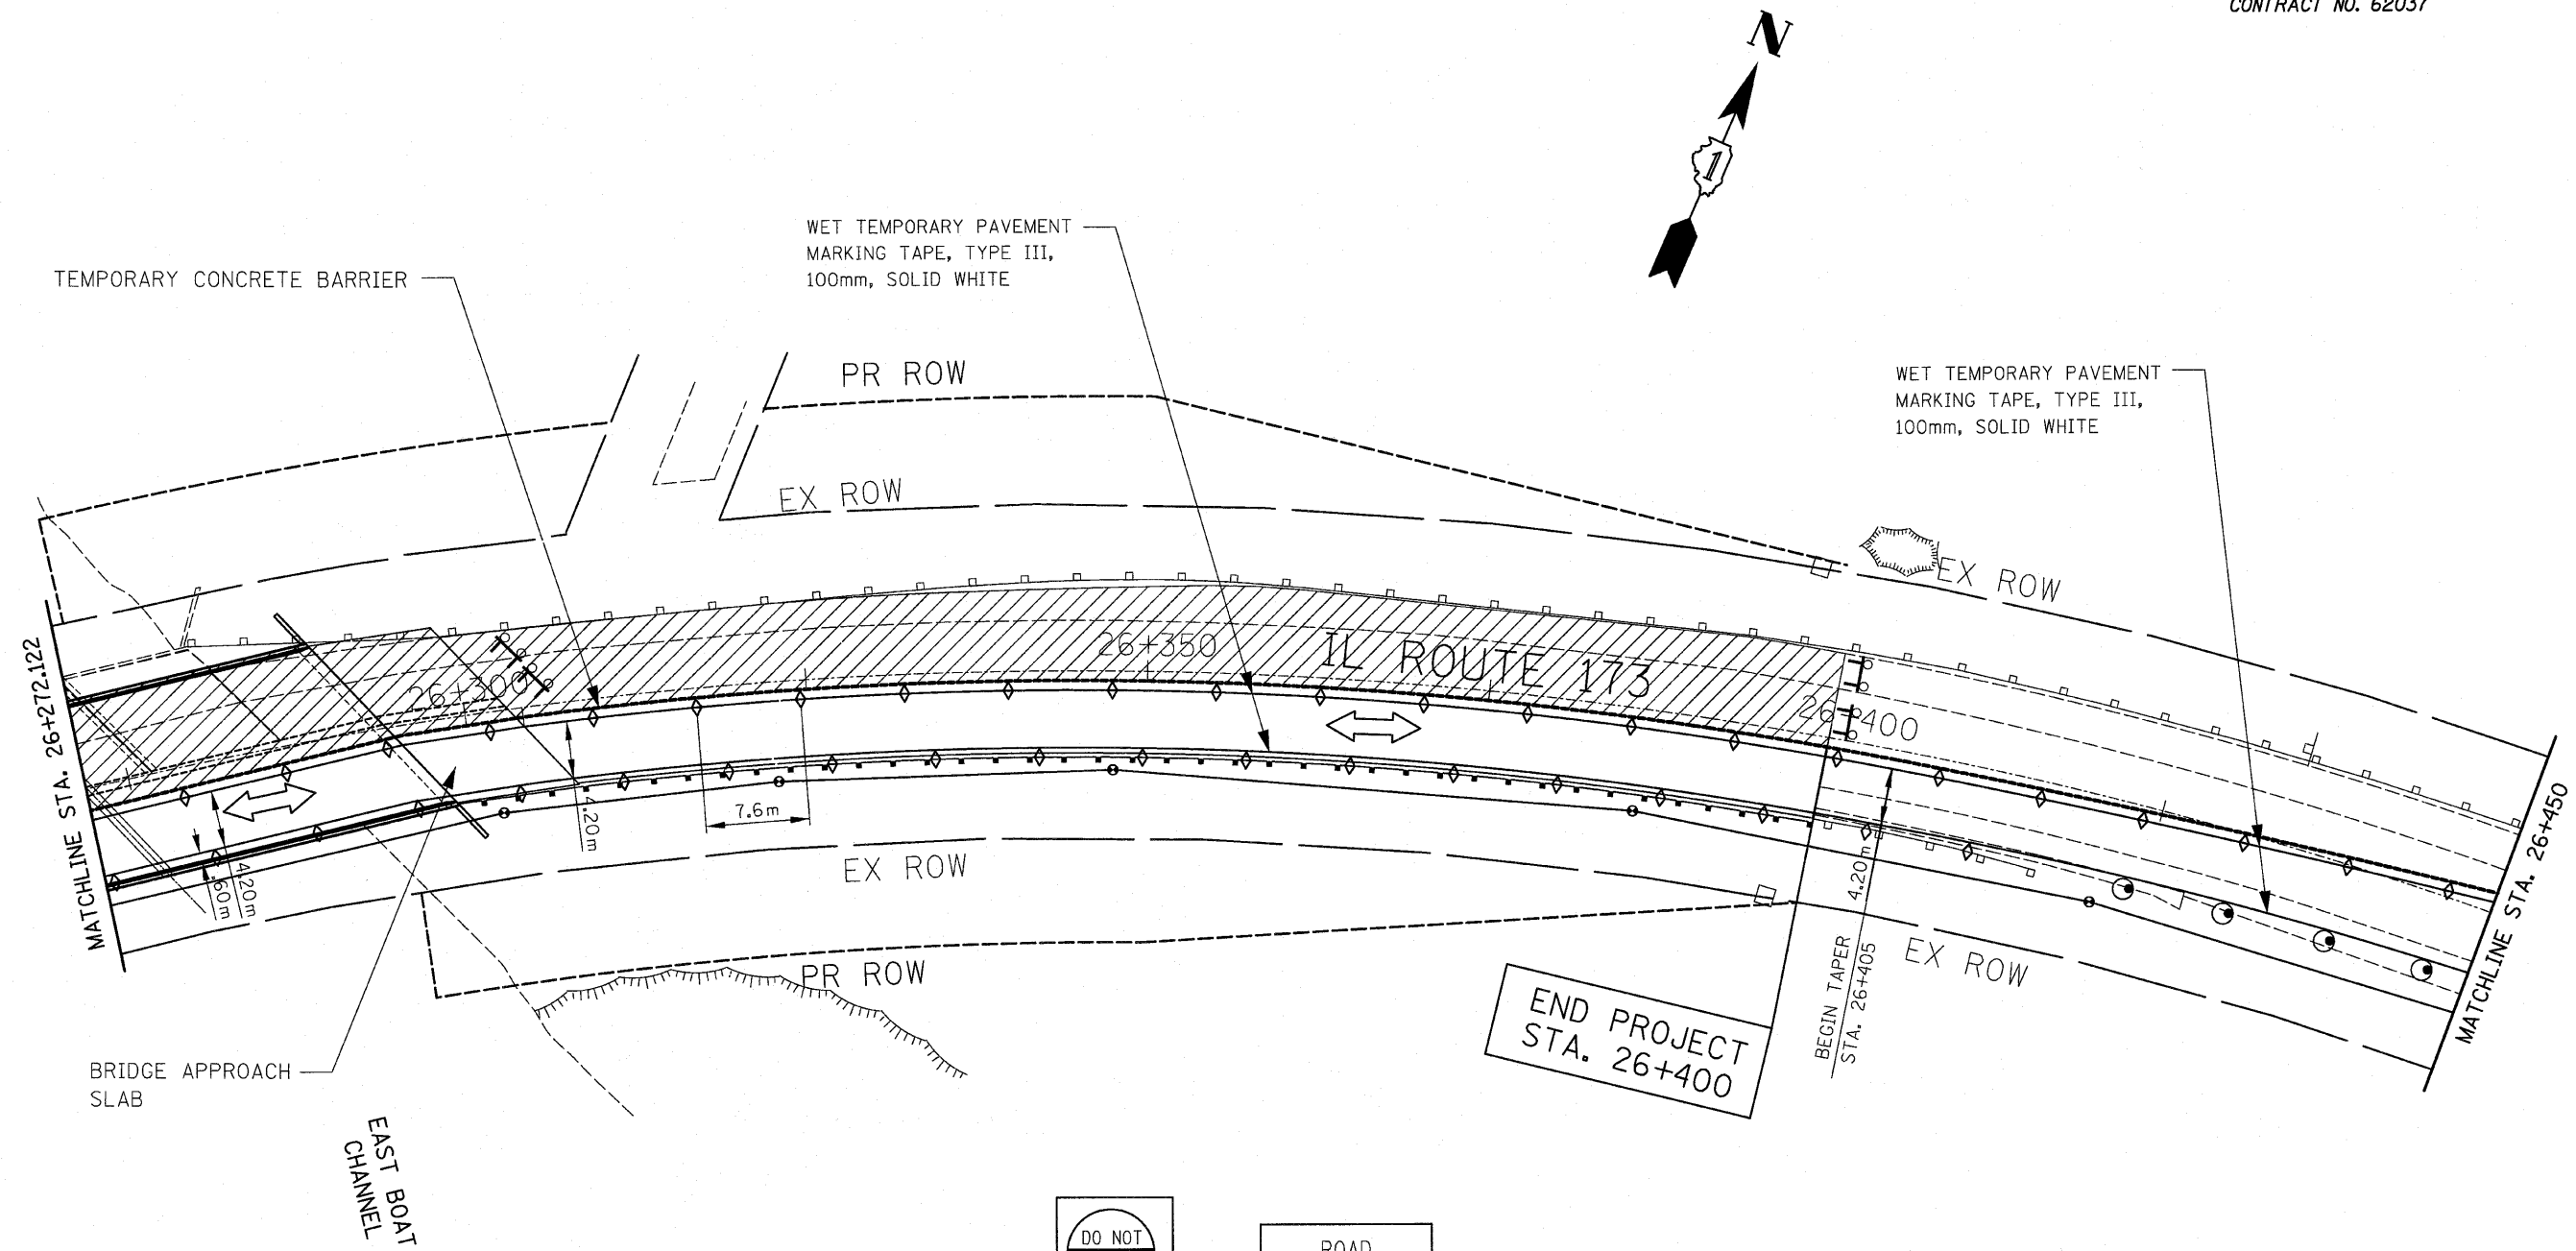 CONTRACT NO. 62037
N
1
WET TEMPORARY PAVEMENT
MARKING TAPE, TYPE III,
100mm, SOLID WHITE
TEMPORARY CONCRETE BARRIER
PR ROW
WET TEMPORARY PAVEMENT
MARKING TAPE, TYPE III,
100mm, SOLID WHITE
EX ROW
EX ROW
MATCHLINE STA. 26+272.122
26+300
26+350
IL ROUTE 173
26+400
4.20m
.60m
4.20m
7.6m
4.20m
EX ROW
PR ROW
EX ROW
MATCHLINE STA. 26+450
BEGIN TAPER
STA. 26+405
END PROJECT
STA. 26+400
BRIDGE APPROACH
SLAB
EAST BOAT
CHANNEL
DO NOT
ROAD